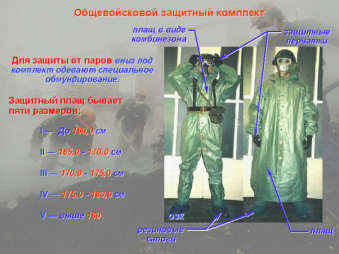 Общевойсковой защитный комплект
плащ в виде
комбинезона
защитные
перчатки
Для защиты от паров вниз под
комплект одевают специальное
обмундирование.
Защитный плащ бывает
пяти размеров:
I — До 165,0 см
II — 165,0 - 170,0 см
III — 170,0 - 175,0 см
IV — 175,0 - 180,0 см
V — выше 180
ОЗК
резиновые
сапоги
плащ